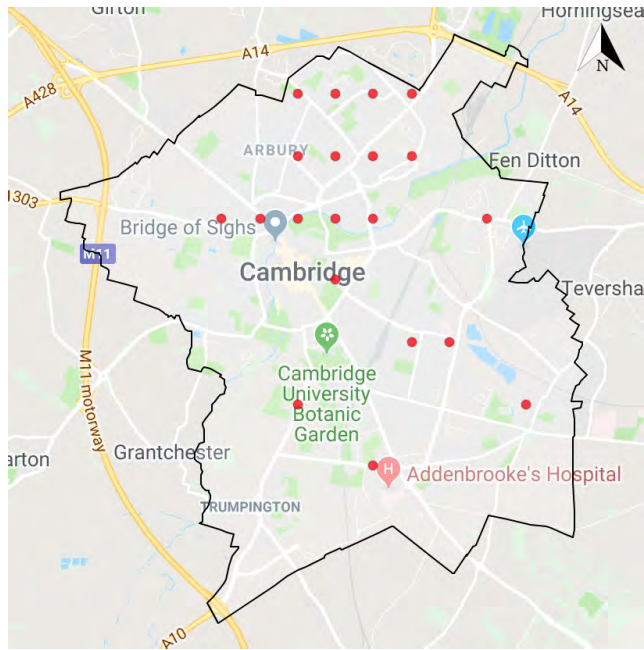 Girton
Horningsea
A14
A428
N
A14
ARBURY
Fen Ditton
1303
Bridge of Sighs
M11
Cambridge
Teversha
Cambridge
University
Botanic
Garden
M11 motorway
Grantchester
arton
H
Addenbrooke's Hospital
TRUMPINGTON
A10